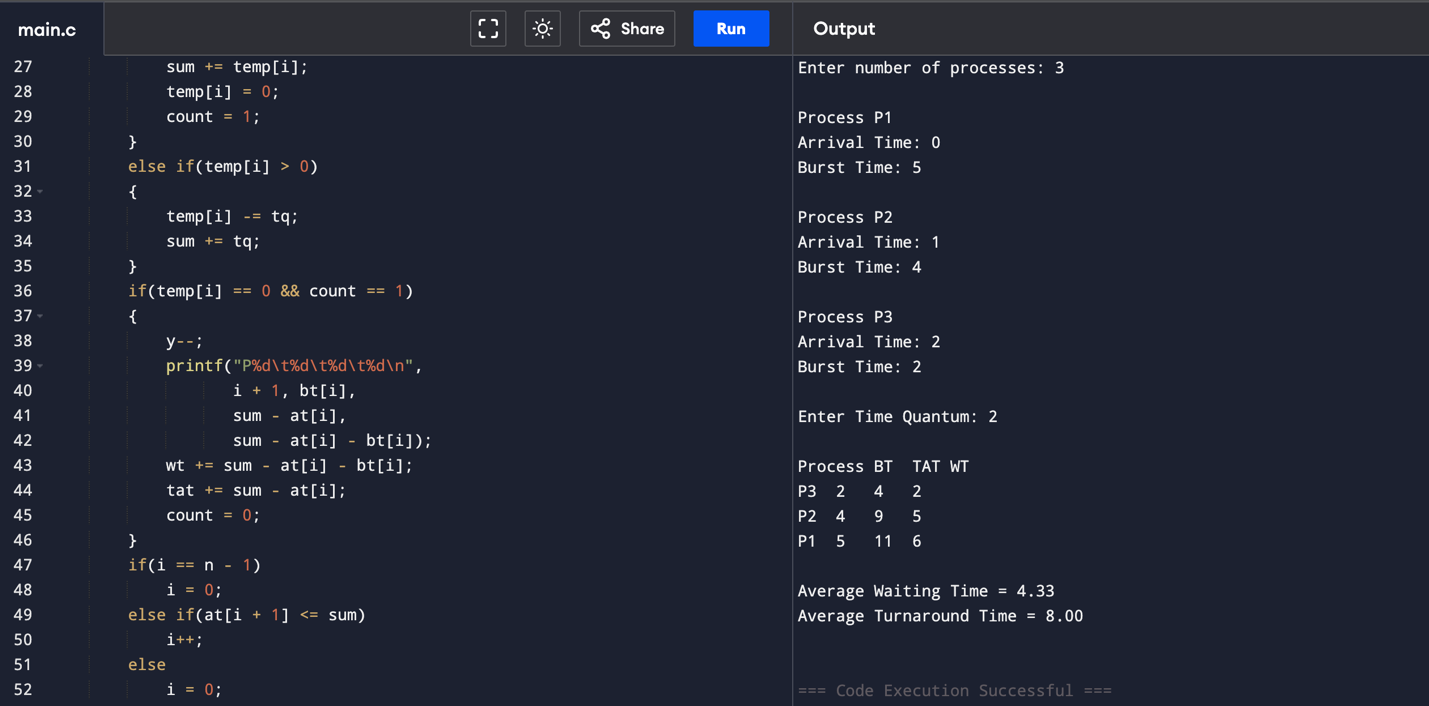 main.c
Share
Run
Output
27 sum += temp[i];
28 temp[i] = 0;
29 count = 1;
30 }
31 else if(temp[i] > 0)
32 {
33 temp[i] -= tq;
34 sum += tq;
35 }
36 if(temp[i] == 0 && count == 1)
37 {
38 y--;
39 printf("P%d\t%d\t%d\t%d\n",
40 i + 1, bt[i],
41 sum - at[i],
42 sum - at[i] - bt[i]);
43 wt += sum - at[i] - bt[i];
44 tat += sum - at[i];
45 count = 0;
46 }
47 if(i == n - 1)
48 i = 0;
49 else if(at[i + 1] <= sum)
50 i++;
51 else
52 i = 0;
Enter number of processes: 3
Process P1
Arrival Time: 0
Burst Time: 5
Process P2
Arrival Time: 1
Burst Time: 4
Process P3
Arrival Time: 2
Burst Time: 2
Enter Time Quantum: 2
Process BT TAT WT
P3 2 4 2
P2 4 9 5
P1 5 11 6
Average Waiting Time = 4.33
Average Turnaround Time = 8.00
=== Code Execution Successful ===